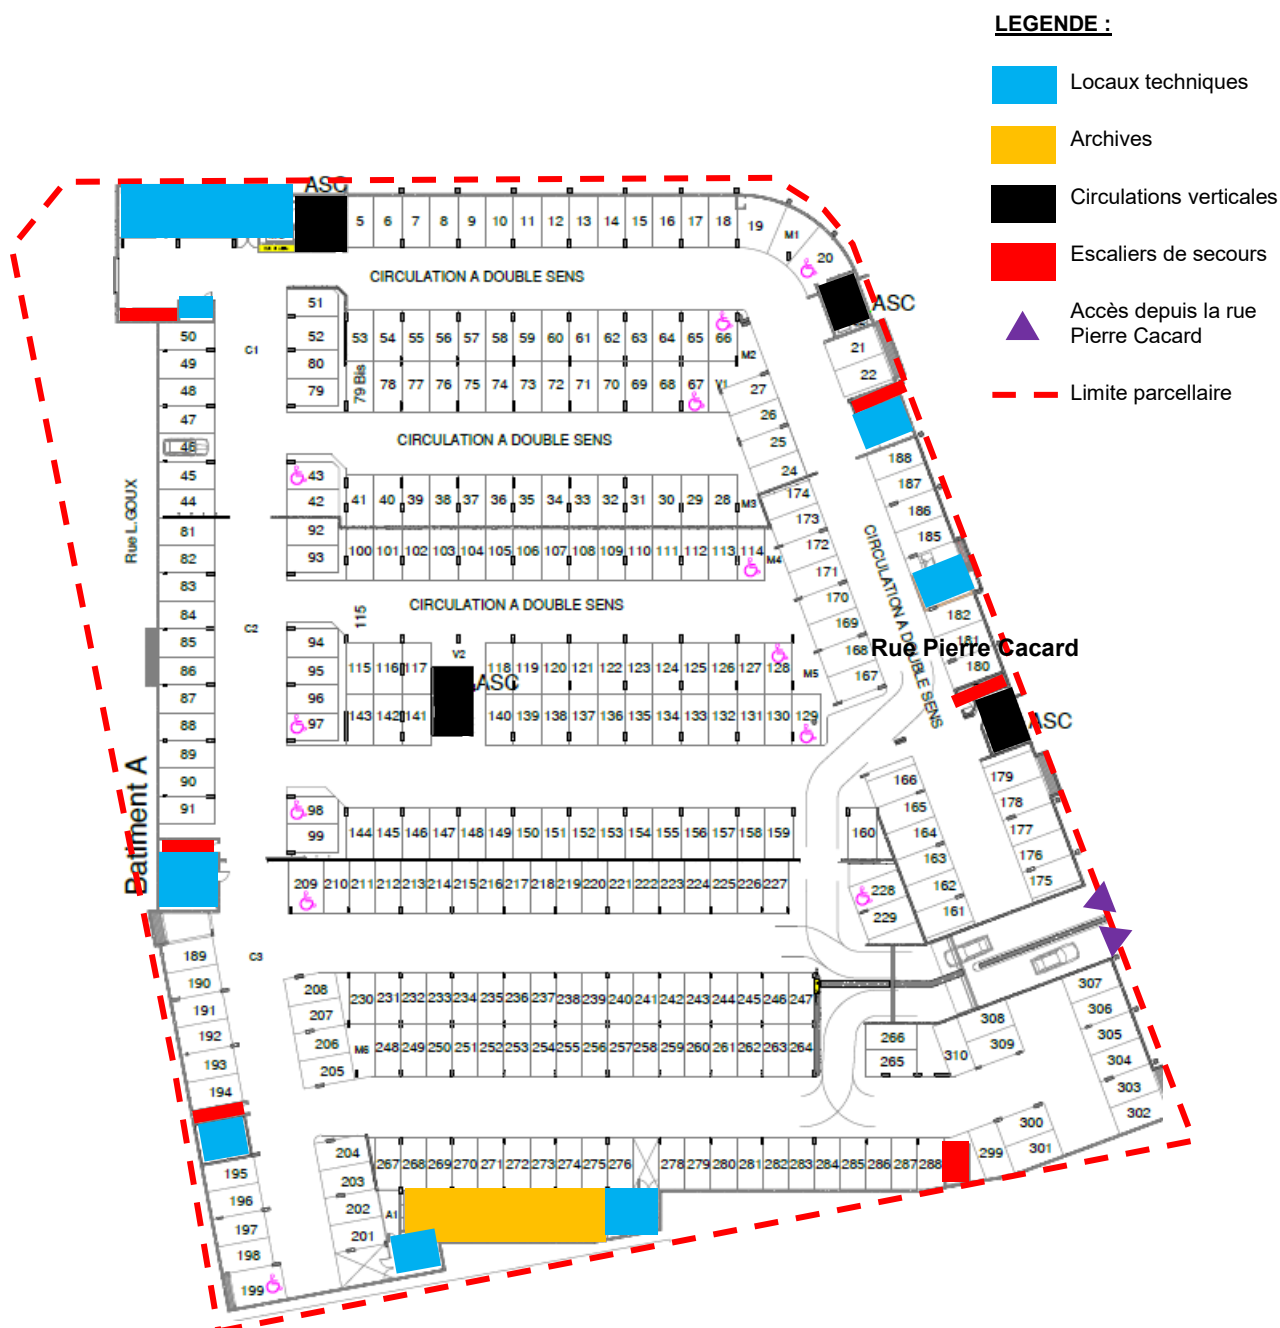 LEGENDE :
Locaux techniques
Archives
Circulations verticales
Escaliers de secours
Accès depuis la rue
Pierre Cacard
Limite parcellaire
ASC
5 6 7 8 9 10 11 12 13 14 15 16 17 18 19 M1 20
CIRCULATION A DOUBLE SENS
ASC
51
52
80
79
50
49
48
47
46
45
44
C1
53 54 55 56 57 58 59 60 61 62 63 64 65 66 M2
79 Bis 78 77 76 75 74 73 72 71 70 69 68 67 V1
21
22
27
26
25
24
CIRCULATION A DOUBLE SENS
188
187
186
185
43
42
41 40 39 38 37 36 35 34 33 32 31 30 29 28 M3
92
93
100 101 102 103 104 105 106 107 108 109 110 111 112 113 114 M4
174
173
172
171
170
169
168
167
Rue L.GOUX
81
82
83
84
85
86
87
88
89
90
91
C2
CIRCULATION A DOUBLE SENS
CIRCULATION A DOUBLE SENS
182
181
180
Rue Pierre Cacard
94
95
96
97
115
115 116 117 V2 118 119 120 121 122 123 124 125 126 127 128 M5
ASC
143 142 141 140 139 138 137 136 135 134 133 132 131 130 129
ASC
Batiment A
98
99
144 145 146 147 148 149 150 151 152 153 154 155 156 157 158 159 160
166
165
164
163
162
161
179
178
177
176
175
209 210 211 212 213 214 215 216 217 218 219 220 221 222 223 224 225 226 227
228
229
189
190
191
192
193
194
C3
208
207
206
205
230 231 232 233 234 235 236 237 238 239 240 241 242 243 244 245 246 247
M6 248 249 250 251 252 253 254 255 256 257 258 259 260 261 262 263 264
266
265
310
308
309
307
306
305
304
303
302
195
196
197
198
199
204
203
202
201
A1
267 268 269 270 271 272 273 274 275 276 278 279 280 281 282 283 284 285 286 287 288
299
300
301